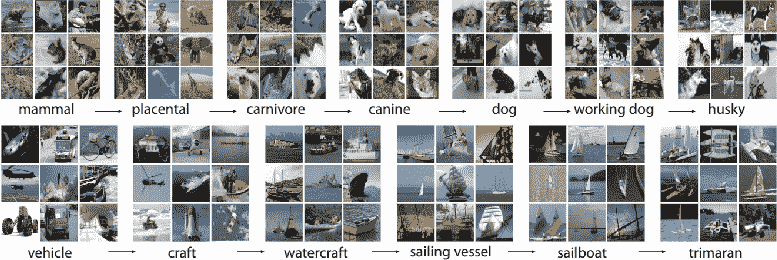 mammal placental carnivore canine dog working dog husky
vehicle craft watercraft sailing vessel sailboat trimaran